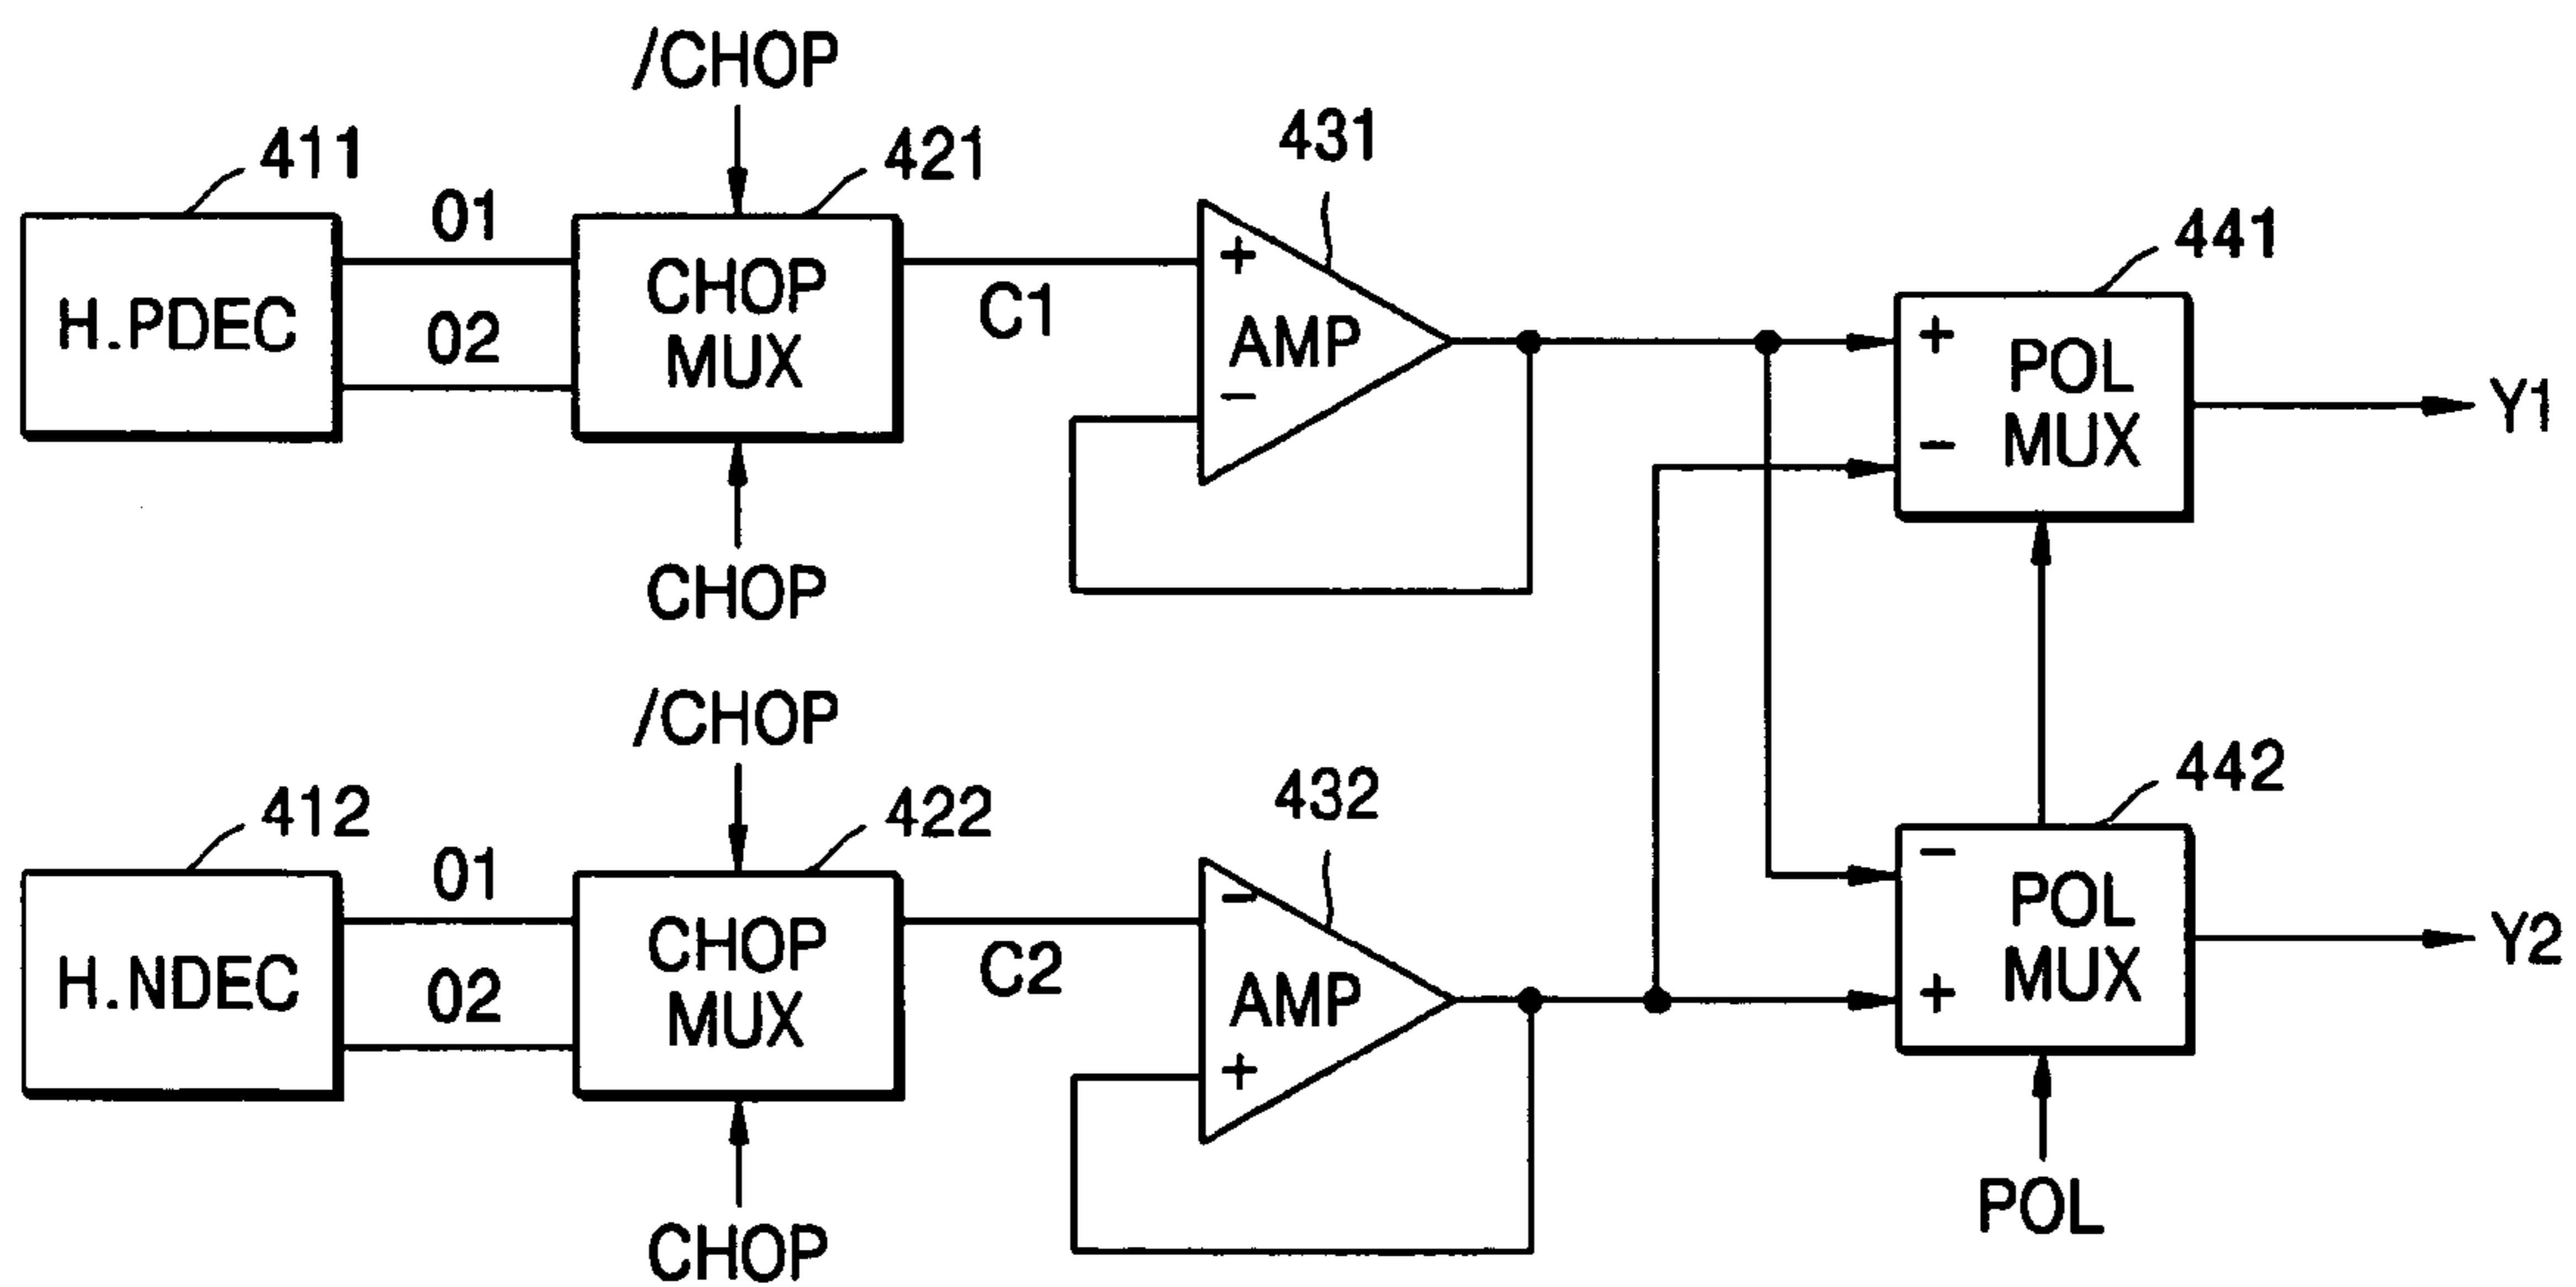 /CHOP
411
421
431
01
441
H.PDEC
02
CHOP
MUX
C1
+
AMP
-
+
-
POL
MUX
Y1
CHOP
/CHOP
412
422
432
442
01
H.NDEC
02
CHOP
MUX
C2
-
AMP
+
-
+
POL
MUX
Y2
CHOP
POL